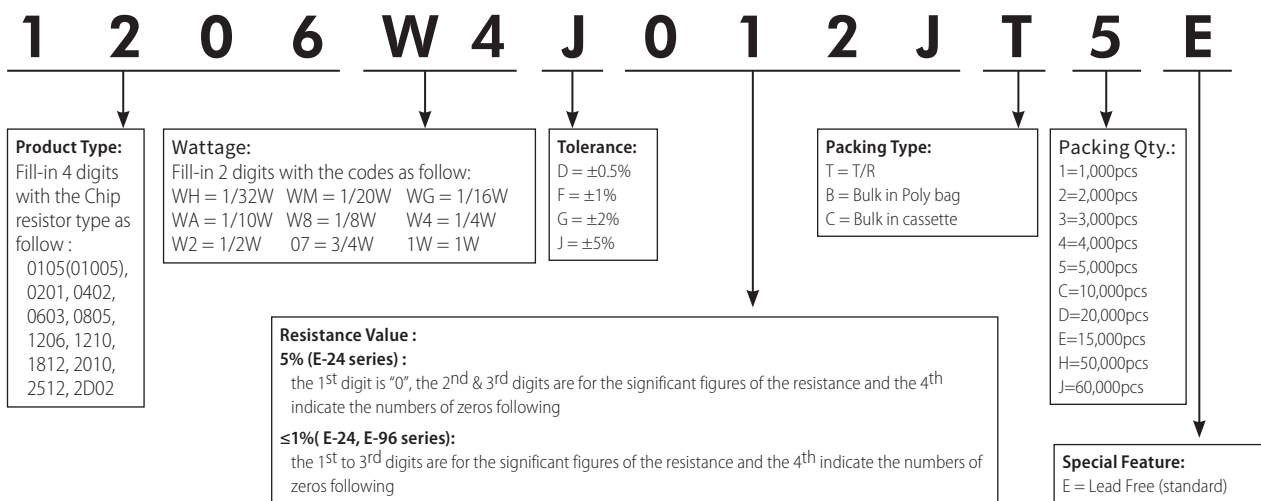 1 2 0 6 W 4 J 0 1 2 J T 5 E
Product Type:
Fill-in 4 digits
with the Chip
resistor type as
follow :
0105(01005),
0201, 0402,
0603, 0805,
1206, 1210,
1812, 2010,
2512, 2D02
Wattage:
Fill-in 2 digits with the codes as follow:
WH = 1/32W WM = 1/20W WG = 1/16W
WA = 1/10W W8 = 1/8W W4 = 1/4W
W2 = 1/2W 07 = 3/4W 1W = 1W
Tolerance:
D = ±0.5%
F = ±1%
G = ±2%
J = ±5%
Resistance Value :
5% (E-24 series) :
the 1st digit is “0”, the 2nd & 3rd digits are for the significant figures of the resistance and the 4th
indicate the numbers of zeros following
≤1%( E-24, E-96 series):
the 1st to 3rd digits are for the significant figures of the resistance and the 4th indicate the numbers of
zeros following
Packing Type:
T = T/R
B = Bulk in Poly bag
C = Bulk in cassette
Packing Qty.:
1=1,000pcs
2=2,000pcs
3=3,000pcs
4=4,000pcs
5=5,000pcs
C=10,000pcs
D=20,000pcs
E=15,000pcs
H=50,000pcs
J=60,000pcs
Special Feature:
E = Lead Free (standard)